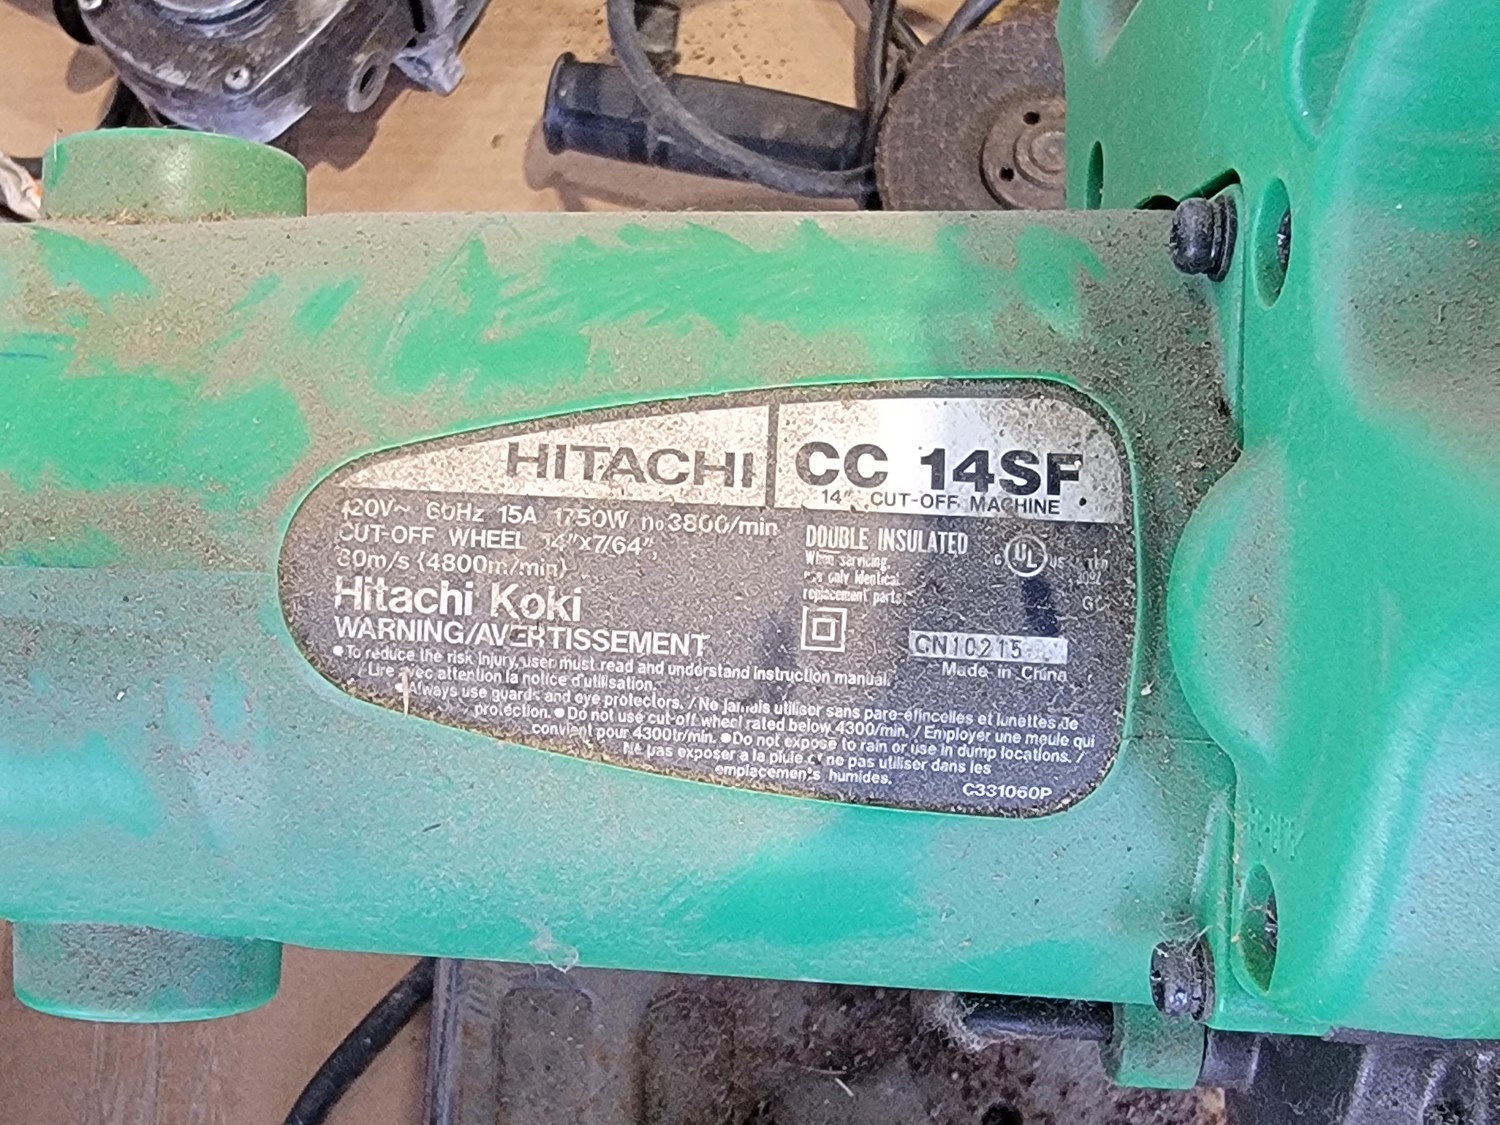 HITACHI
CC 14SF
14" CUT-OFF MACHINE
120V~ 60Hz 15A 1750W no3800/min
CUT-OFF WHEEL 14"X7/64",
80m/s {4800m/min}
Hitachi Koki
WARNING/AVERTISSEMENT
DOUBLE INSULATED
When servicing,
use only identical
replacement parts.
C UL US
CN10215
Made in China
●To reduce the risk injury, user must read and understand instruction manual.
/Lire avec attention la notice d'utilisation.
●Always use guards and eye protectors. /Ne jamais utiliser sans pare-etincelles et lunettes de
protection. ●Do not use cut-off wheel rated below 4300/min. /Employer une meule qui
convient pour 4300tr/min. ●Do not expose to rain or use in dump locations. /
Ne pas exposer a la pluie et ne pas utiliser dans les
emplacements humides.
C331060P